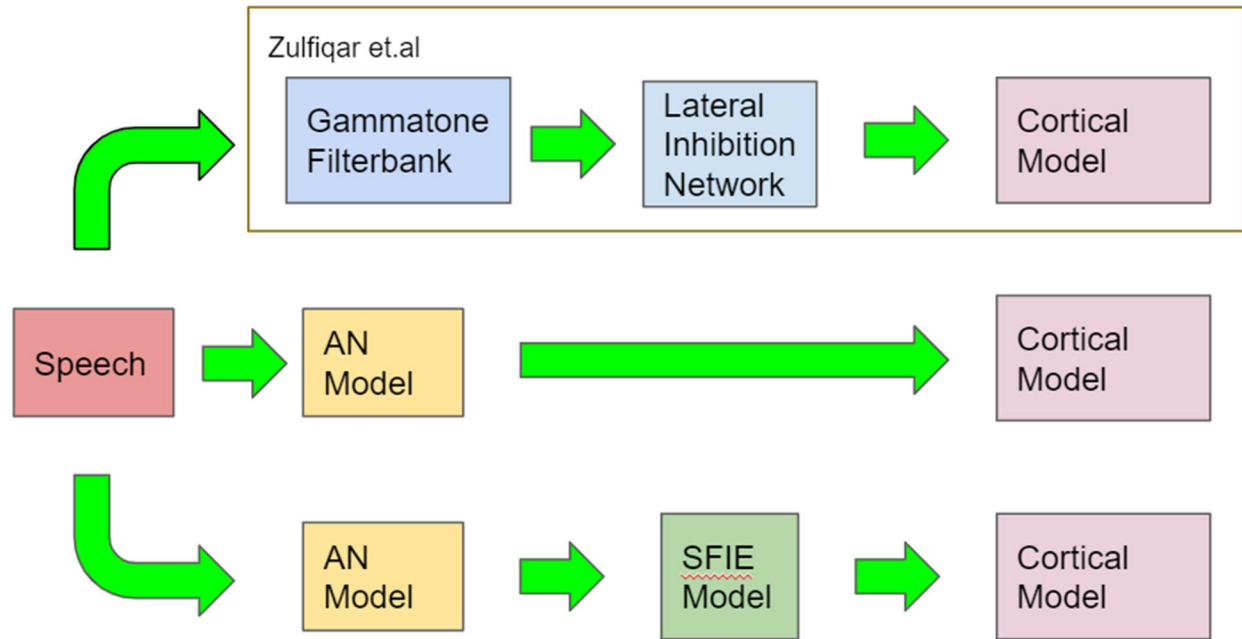 Zulfiqar et.al
Gammatone
Filterbank
Lateral
Inhibition
Network
Cortical
Model
Speech
AN
Model
Cortical
Model
AN
Model
SFIE
Model
Cortical
Model